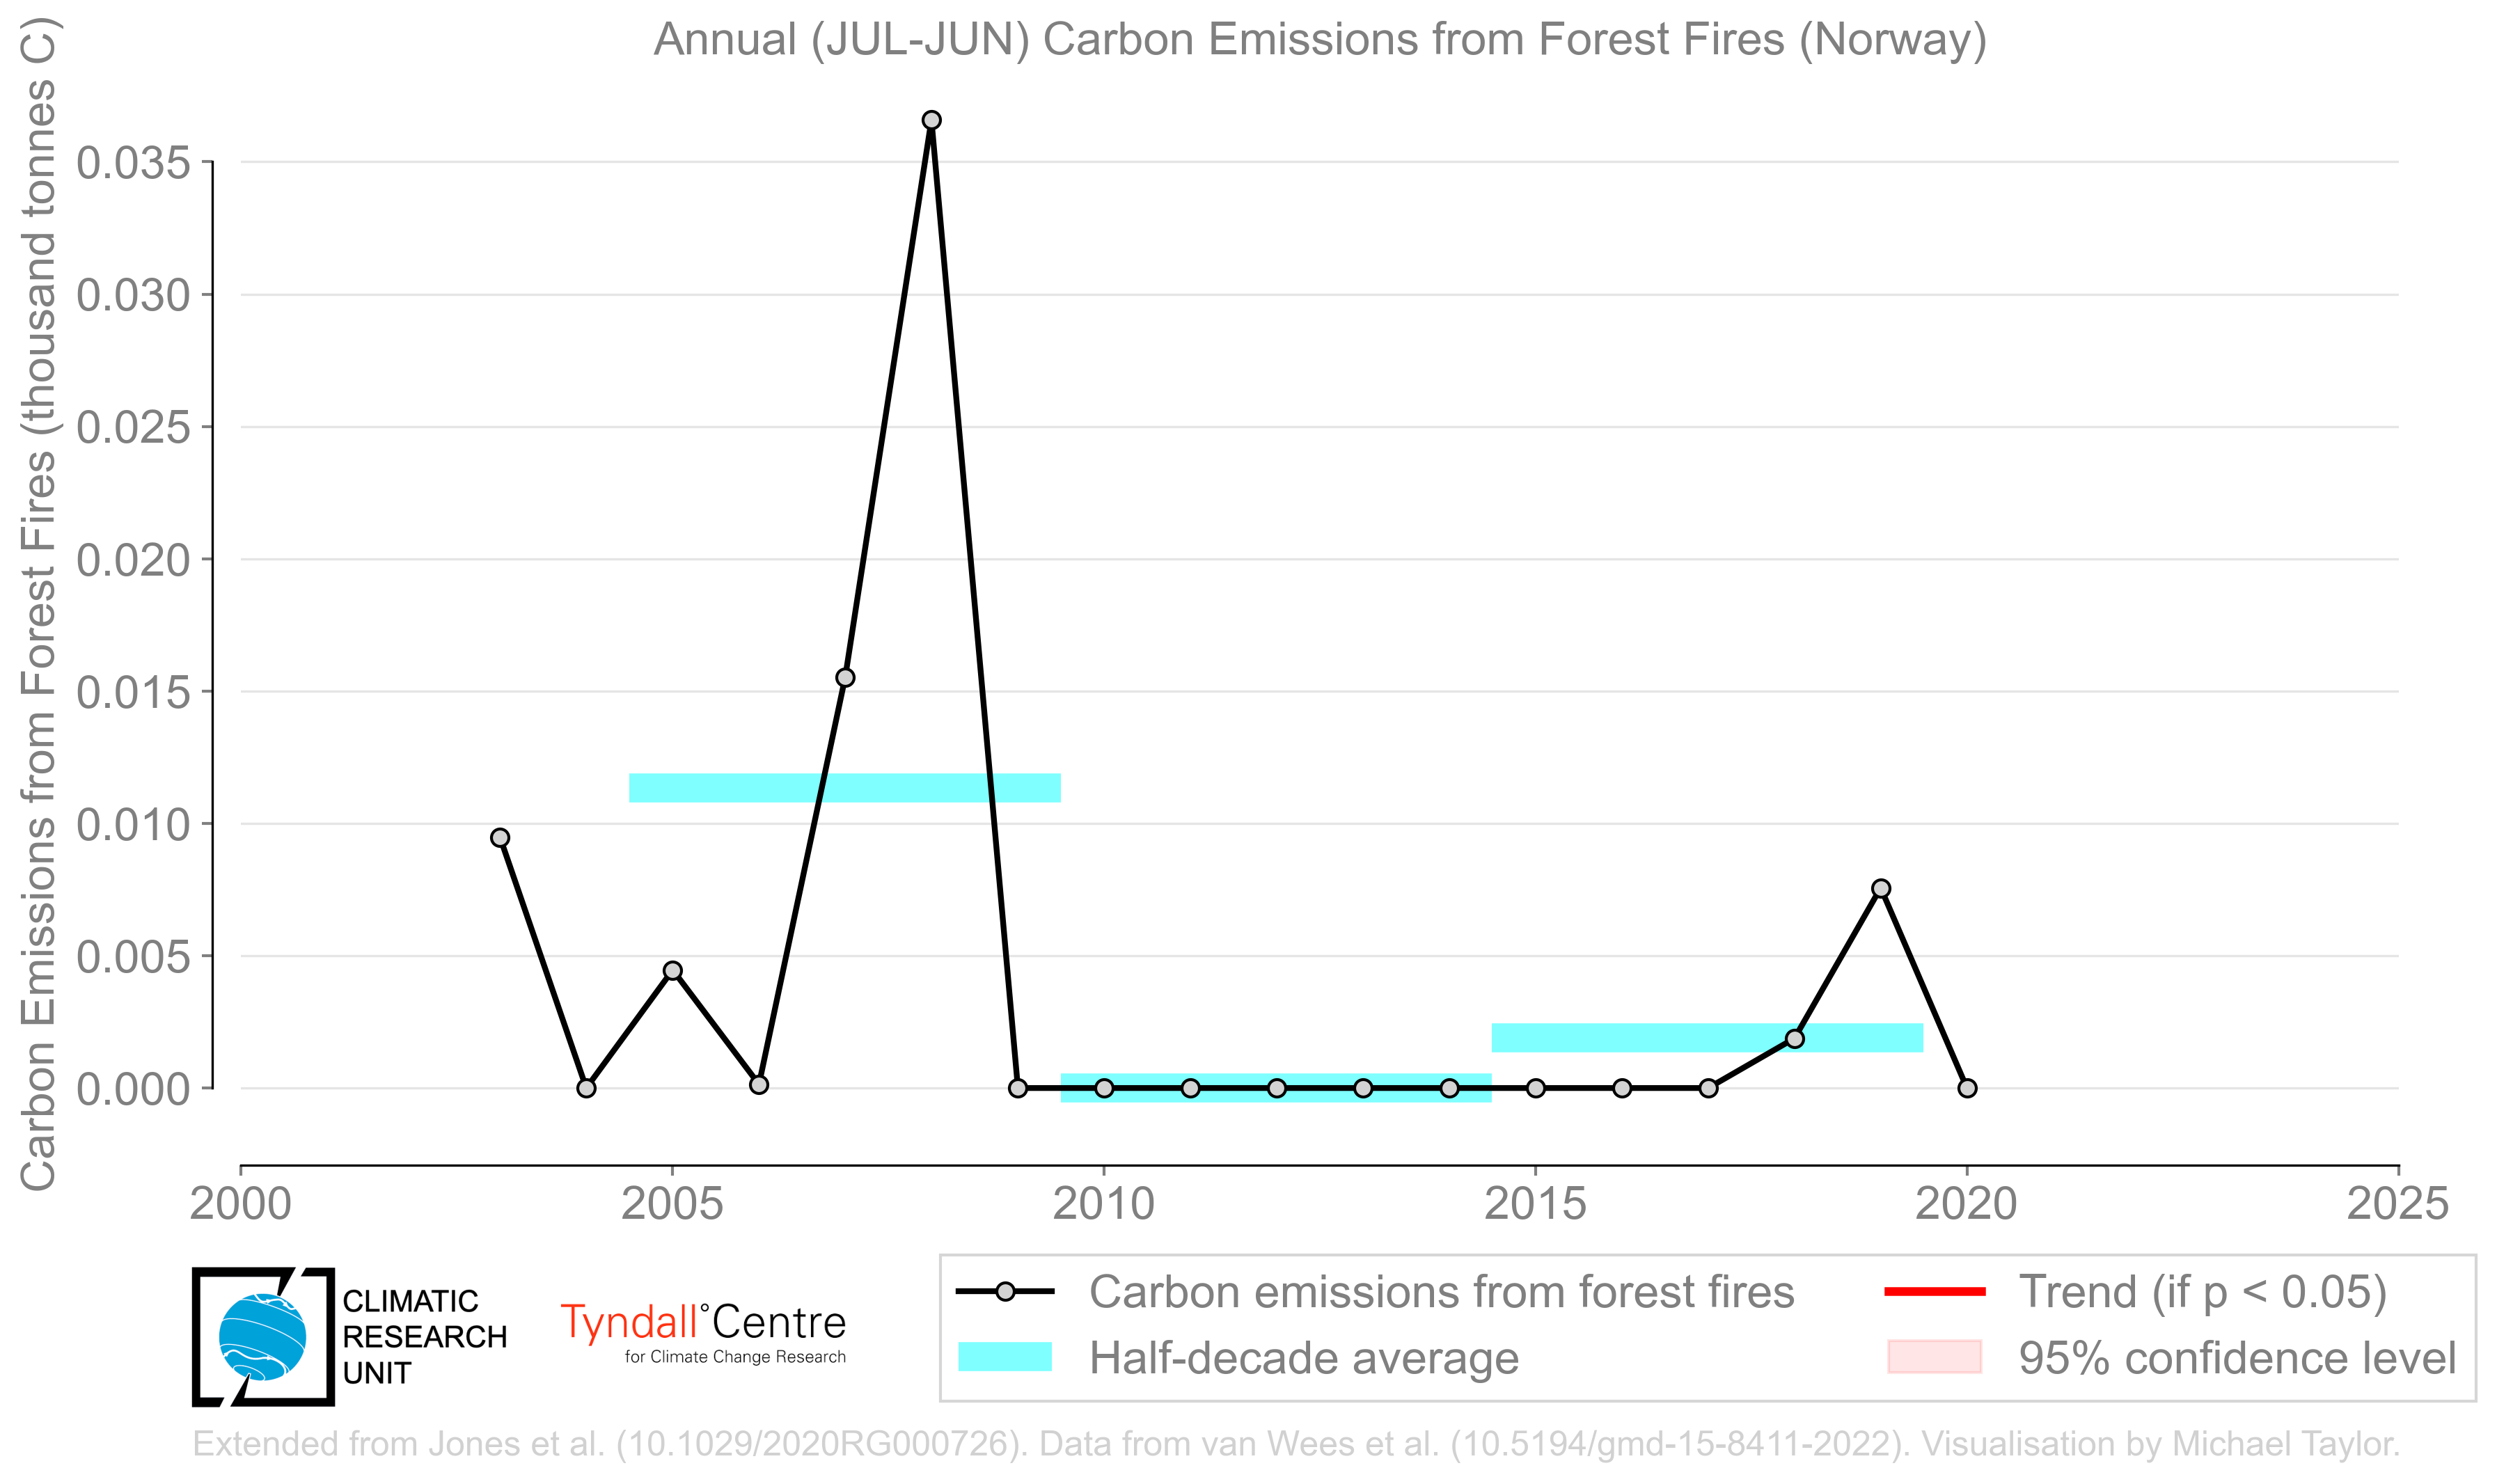 Annual (JUL-JUN) Carbon Emissions from Forest Fires (Norway)
Carbon Emissions from Forest Fires (thousand tonnes C)
0.035
0.030
0.025
0.020
0.015
0.010
0.005
0.000
2000 2005 2010 2015 2020 2025
CLIMATIC
RESEARCH
UNIT
Tyndall°Centre
for Climate Change Research
Carbon emissions from forest fires
Half-decade average
Trend (if p < 0.05)
95% confidence level
Extended from Jones et al. (10.1029/2020RG000726). Data from van Wees et al. (10.5194/gmd-15-8411-2022). Visualisation by Michael Taylor.